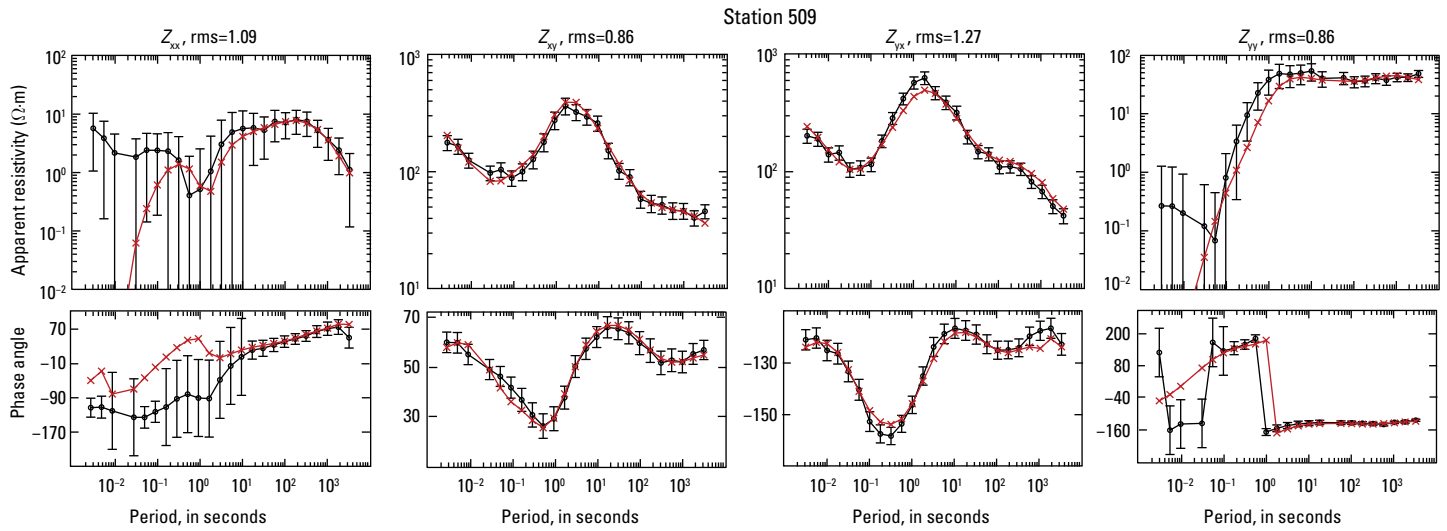 Station 509
Zxx, rms=1.09
Zxy, rms=0.86
Zyx, rms=1.27
Zyy, rms=0.86
Apparent resistivity (Ω·m)
10²
10¹
10⁰
10⁻¹
10⁻²
10³
10²
10¹
10³
10²
10¹
10²
10¹
10⁰
10⁻¹
10⁻²
Phase angle
70
−10
−90
−170
70
50
30
−120
−150
200
80
−40
−160
10⁻² 10⁻¹ 10⁰ 10¹ 10² 10³
10⁻² 10⁻¹ 10⁰ 10¹ 10² 10³
10⁻² 10⁻¹ 10⁰ 10¹ 10² 10³
10⁻² 10⁻¹ 10⁰ 10¹ 10² 10³
Period, in seconds
Period, in seconds
Period, in seconds
Period, in seconds